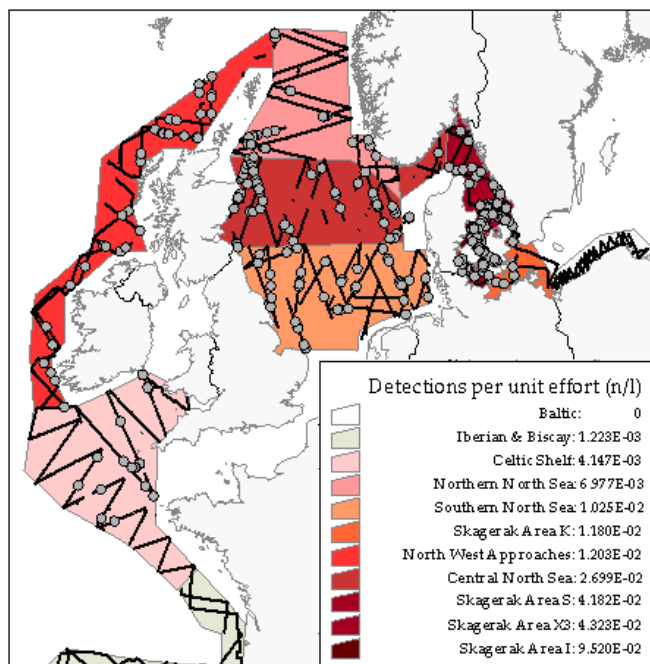 Detections per unit effort (n/l)
Baltic: 0
Iberian & Biscay: 1.223E-03
Celtic Shelf: 4.147E-03
Northern North Sea: 6.977E-03
Southern North Sea: 1.025E-02
Skagerak Area K: 1.180E-02
North West Approaches: 1.203E-02
Central North Sea: 2.699E-02
Skagerak Area S: 4.182E-02
Skagerak Area X3: 4.323E-02
Skagerak Area I: 9.520E-02